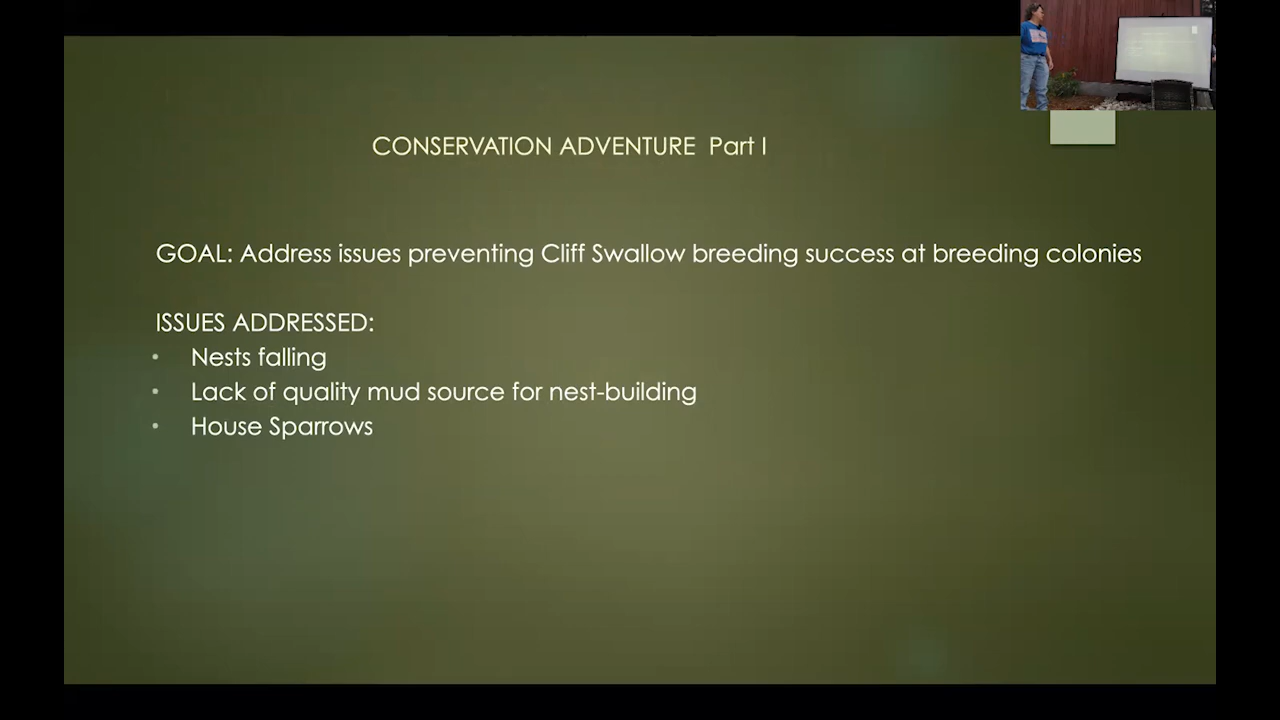 CONSERVATION ADVENTURE Part I
GOAL: Address issues preventing Cliff Swallow breeding success at breeding colonies
ISSUES ADDRESSED:
• Nests falling
• Lack of quality mud source for nest-building
• House Sparrows